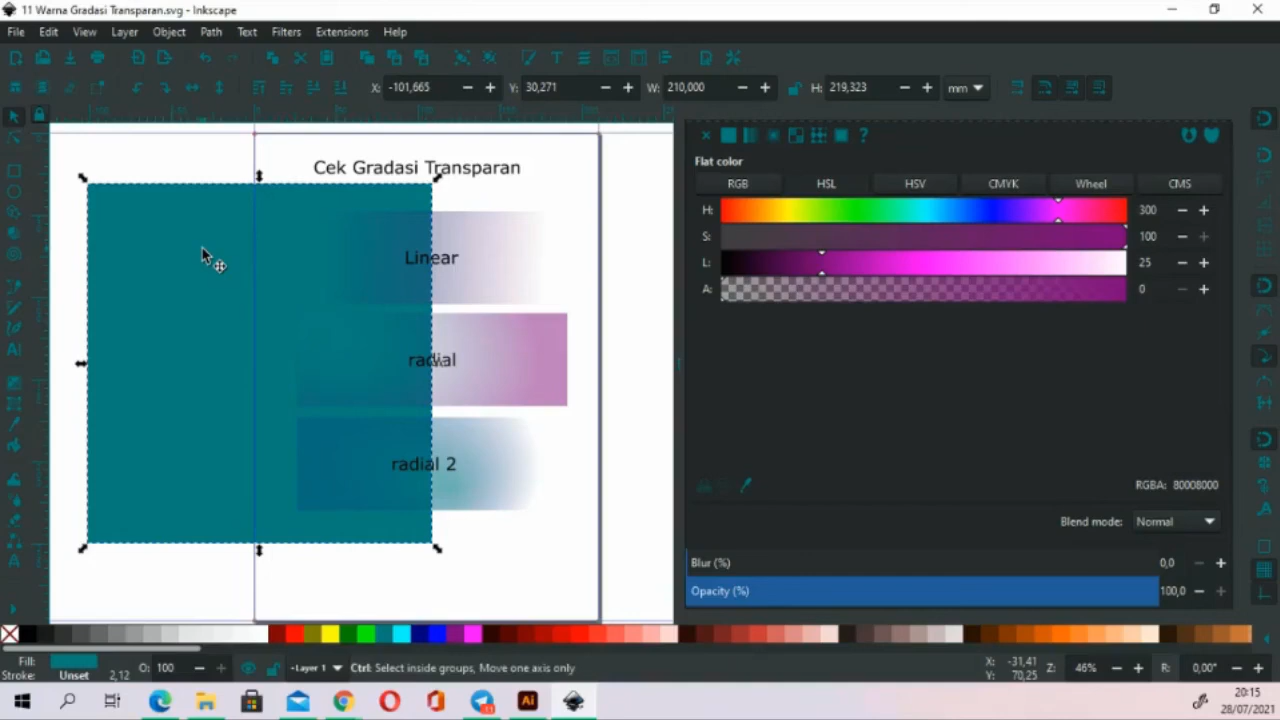 11 Warna Gradasi Transparan.svg - Inkscape
File Edit View Layer Object Path Text Filters Extensions Help
X: -101,665 Y: 30,271 W: 210,000 H: 219,323 mm
Flat color
RGB HSL HSV CMYK Wheel CMS
H: 300
S: 100
L: 25
A: 0
Cek Gradasi Transparan
Linear
radial
radial 2
RGBA: 80008000
Blend mode: Normal
Blur (%) 0,0
Opacity (%) 100,0
Fill:
Stroke: Unset 2,12 O: 100 Layer 1 Ctrl: Select inside groups, Move one axis only
X: -31,41
Y: 70,25
Z: 46% R: 0,00°
20:15
28/07/2021